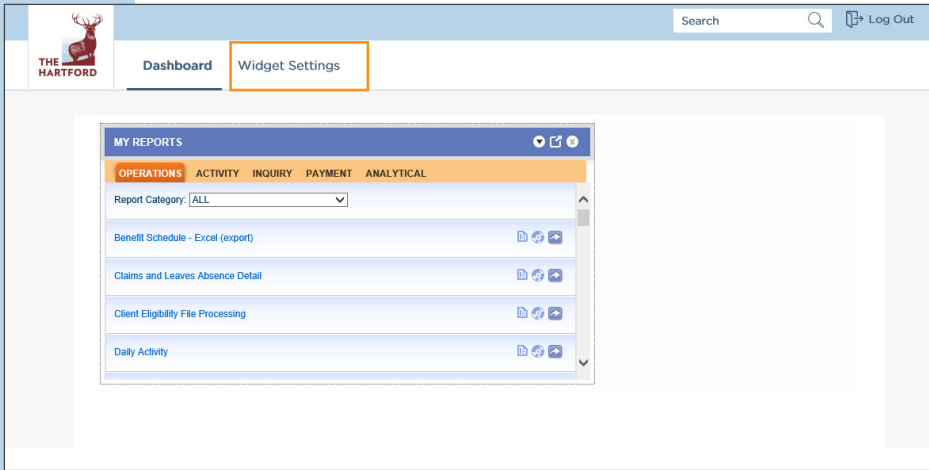 Search
Log Out
THE
HARTFORD
Dashboard Widget Settings
MY REPORTS
OPERATIONS ACTIVITY INQUIRY PAYMENT ANALYTICAL
Report Category: ALL
Benefit Schedule - Excel (export)
Claims and Leaves Absence Detail
Client Eligibility File Processing
Daily Activity